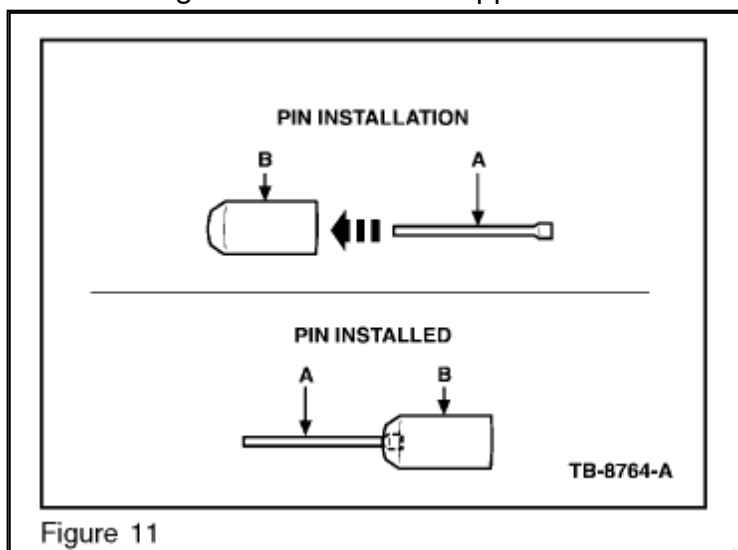 PIN INSTALLATION
B
A
PIN INSTALLED
A
B
TB-8764-A
Figure 11